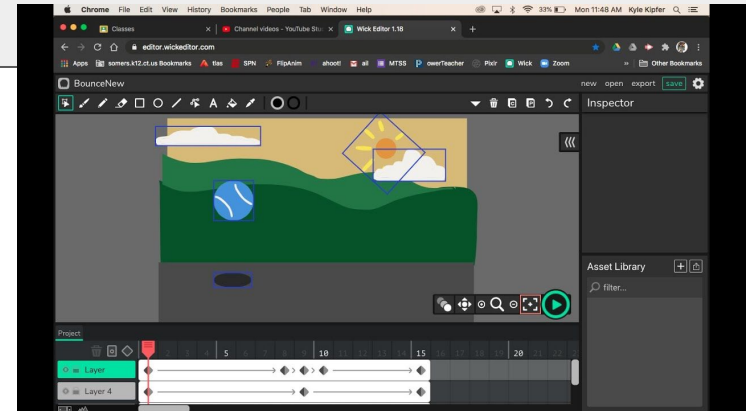 Chrome File Edit View History Bookmarks People Tab Window Help 33% Mon 11:48 AM Kyle Kipfer
Classes Channel videos - YouTube Stu Wick Editor 1.18
editor.wickeditor.com
Apps somers.k12.ct.us Bookmarks tlas SPN FlipAnim ahoot! all MTSS owerTeacher Pixlr Wick Zoom » Other Bookmarks
BounceNew new open export save
A Inspector
Asset Library
filter...
Project
5 10 15 20
Layer
Layer 4